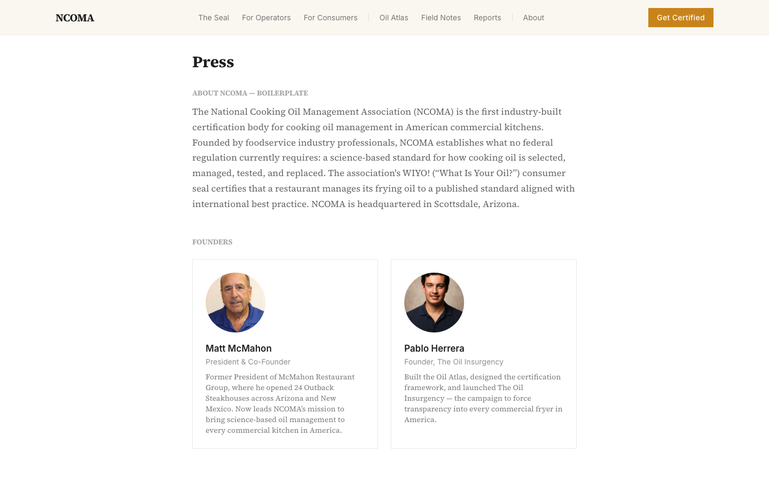 NCOMA
The Seal For Operators For Consumers Oil Atlas Field Notes Reports About
Get Certified
Press
ABOUT NCOMA — BOILERPLATE
The National Cooking Oil Management Association (NCOMA) is the first industry-built
certification body for cooking oil management in American commercial kitchens.
Founded by foodservice industry professionals, NCOMA establishes what no federal
regulation currently requires: a science-based standard for how cooking oil is selected,
managed, tested, and replaced. The association's WIYO! (“What Is Your Oil?”) consumer
seal certifies that a restaurant manages its frying oil to a published standard aligned with
international best practice. NCOMA is headquartered in Scottsdale, Arizona.
FOUNDERS
Matt McMahon
President & Co-Founder
Former President of McMahon Restaurant
Group, where he opened 24 Outback
Steakhouses across Arizona and New
Mexico. Now leads NCOMA's mission to
bring science-based oil management to
every commercial kitchen in America.
Pablo Herrera
Founder, The Oil Insurgency
Built the Oil Atlas, designed the certification
framework, and launched The Oil
Insurgency — the campaign to force
transparency into every commercial fryer in
America.